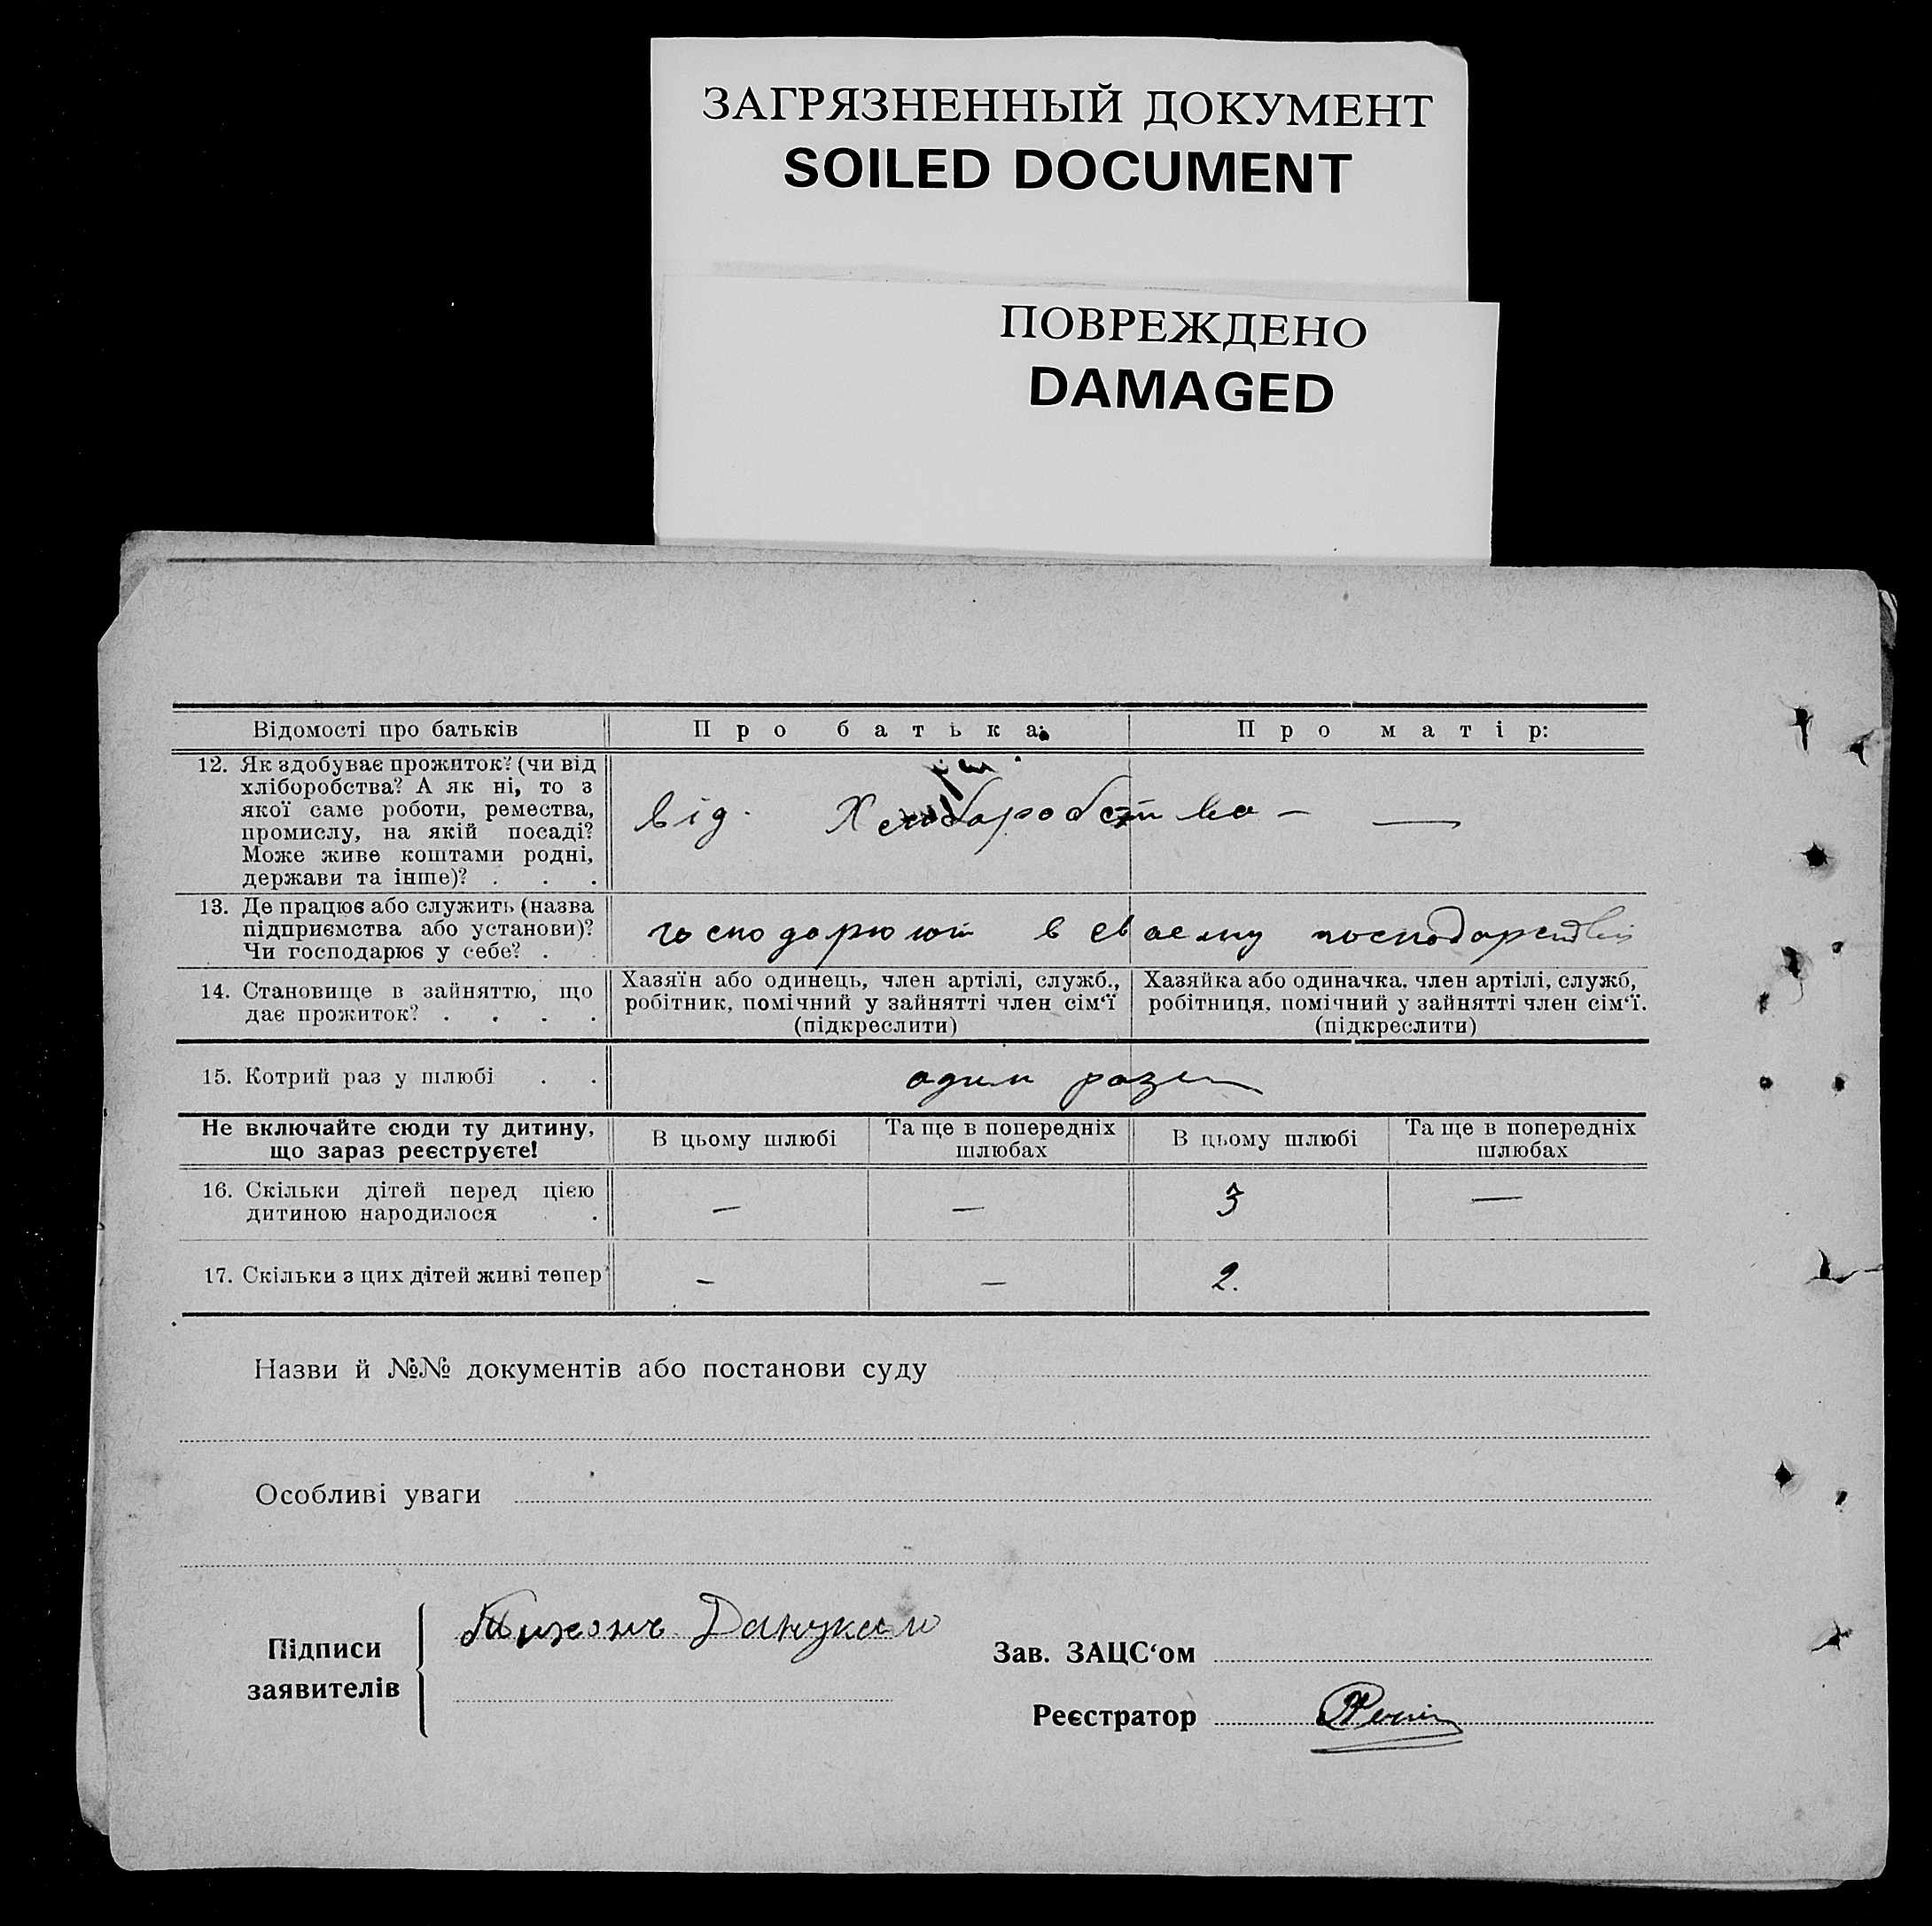 ЗАГРЯЗНЕННЫЙ ДОКУМЕНТ
SOILED DOCUMENT
ПОВРЕЖДЕНО
DAMAGED
Відомості про батьків
Про батька:
Про матір:
12. Як здобуває прожиток? (чи від
хліборобства? А як ні, то з
якої саме роботи, ремества,
промислу, на якій посаді?
Може живе коштами родні,
держави та інше)? . . .
від. —
13. Де працює або служить (назва
підприємства або установи)?
Чи господарює у себе? . .
господорюют в своему господарстви
14. Становище в зайняттю, що
дає прожиток? . . . .
Хазяїн або одинець, член артілі, служб.,
робітник, помічний у зайнятті член сім‘ї
(підкреслити)
Хазяйка або одиначка, член артілі, служб,
робітниця, помічний у зайнятті член сім‘ї.
(підкреслити)
15. Котрий раз у шлюбі . .
один раз
Не включайте сюди ту дитину,
що зараз реєструєте!
В цьому шлюбі
Та ще в попередніх
шлюбах
В цьому шлюбі
Та ще в попередніх
шлюбах
16. Скільки дітей перед цією
дитиною народилося .
— — 3 —
17. Скільки з цих дітей живі тепер
— — 2.
Назви й №№ документів або постанови суду
Особливі уваги
Підписи
заявителів
Зав. ЗАЦС‘ом
Реєстратор